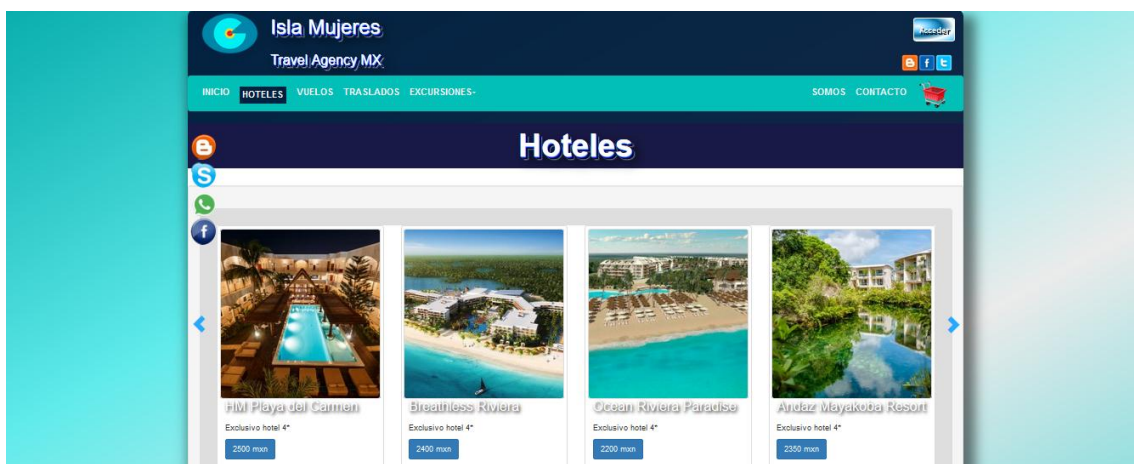 Isla Mujeres
Travel Agency MX
Acceder
INICIO HOTELES VUELOS TRASLADOS EXCURSIONES- SOMOS CONTACTO
Hoteles
HM Playa del Carmen
Exclusivo hotel 4*
2500 mxn
Breathless Riviera
Exclusivo hotel 4*
2400 mxn
Ocean Riviera Paradise
Exclusivo hotel 4*
2200 mxn
Andaz Mayakoba Resort
Exclusivo hotel 4*
2350 mxn